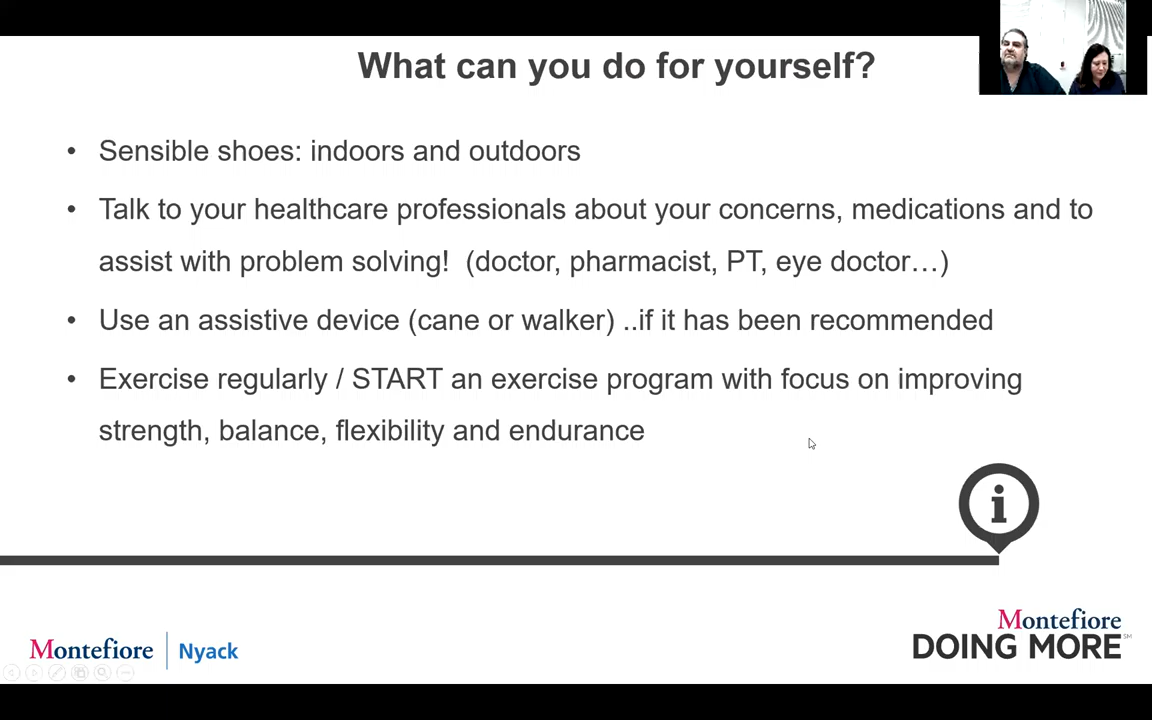 What can you do for yourself?
• Sensible shoes: indoors and outdoors
• Talk to your healthcare professionals about your concerns, medications and to
assist with problem solving!  (doctor, pharmacist, PT, eye doctor…)
• Use an assistive device (cane or walker) ..if it has been recommended
• Exercise regularly / START an exercise program with focus on improving
strength, balance, flexibility and endurance
i
Montefiore | Nyack
Montefiore
DOING MORE℠